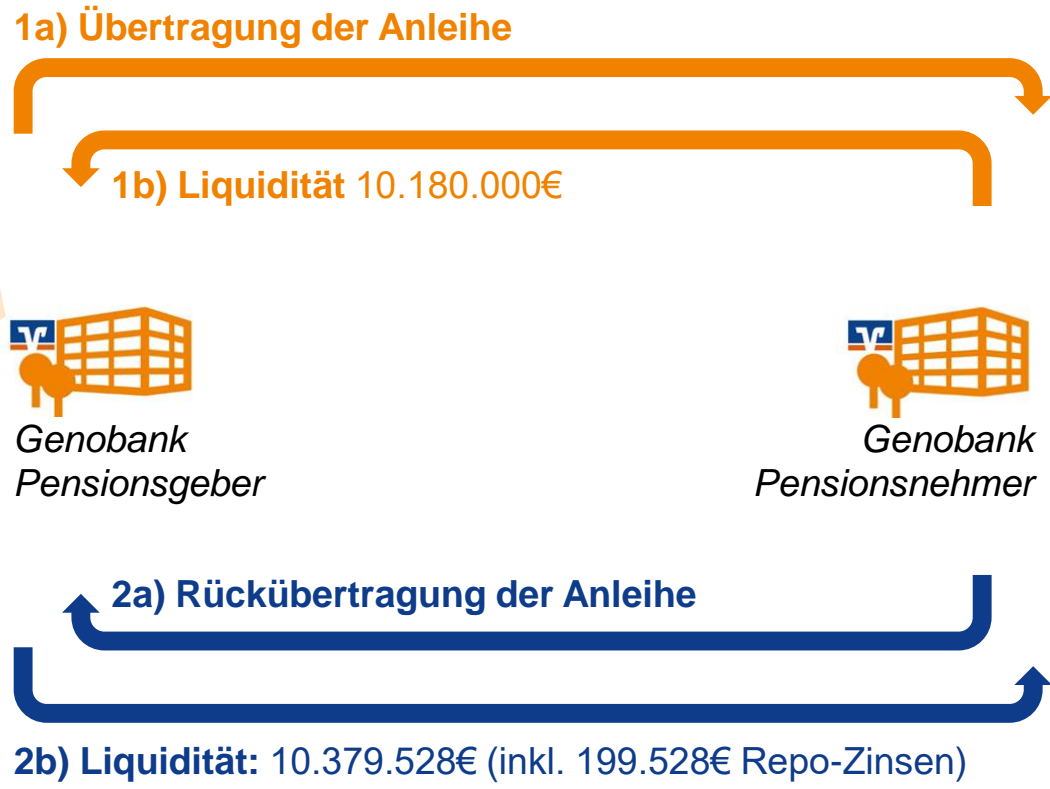 1a) Übertragung der Anleihe
1b) Liquidität 10.180.000€
Genobank
Pensionsgeber
Genobank
Pensionsnehmer
2a) Rückübertragung der Anleihe
2b) Liquidität: 10.379.528€ (inkl. 199.528€ Repo-Zinsen)